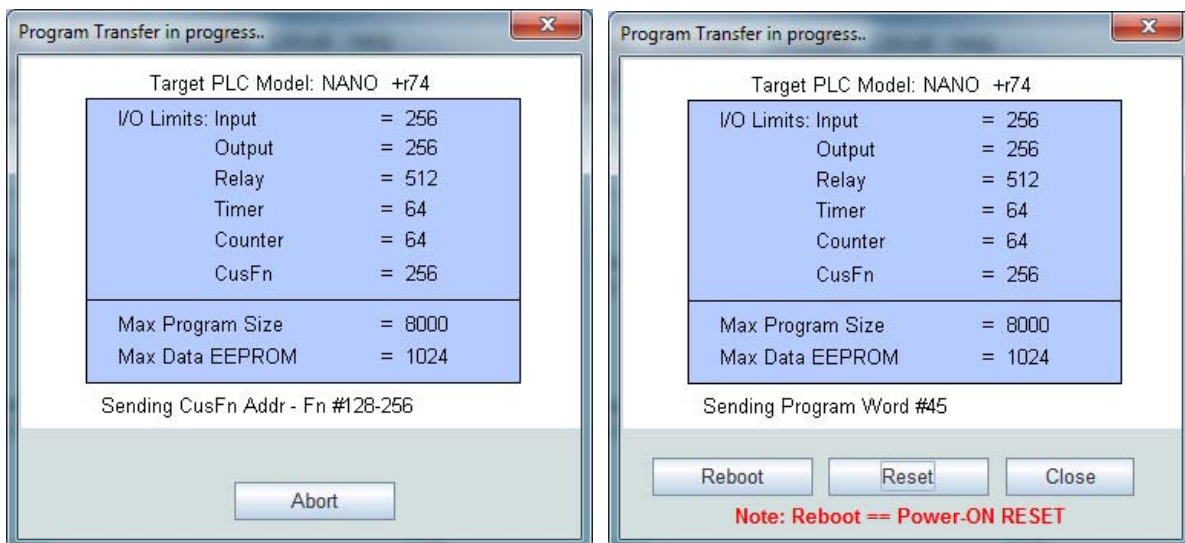 Program Transfer in progress..
Target PLC Model: NANO +r74
I/O Limits: Input = 256
Output = 256
Relay = 512
Timer = 64
Counter = 64
CusFn = 256
Max Program Size = 8000
Max Data EEPROM = 1024
Sending CusFn Addr - Fn #128-256
Abort
Program Transfer in progress..
Target PLC Model: NANO +r74
I/O Limits: Input = 256
Output = 256
Relay = 512
Timer = 64
Counter = 64
CusFn = 256
Max Program Size = 8000
Max Data EEPROM = 1024
Sending Program Word #45
Reboot Reset Close
Note: Reboot == Power-ON RESET